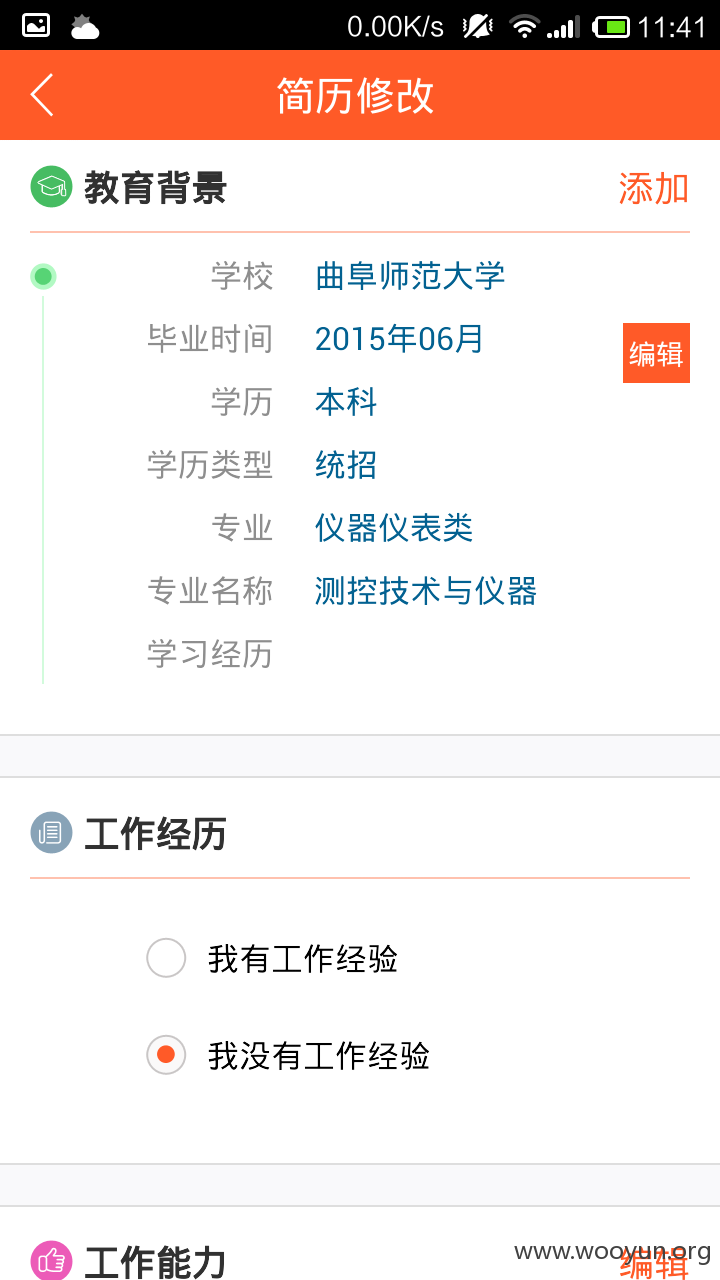 0.00K/s 11:41
简历修改
教育背景 添加
学校 曲阜师范大学
毕业时间 2015年06月
编辑
学历 本科
学历类型 统招
专业 仪器仪表类
专业名称 测控技术与仪器
学习经历
工作经历
我有工作经验
我没有工作经验
工作能力 编辑
www.wooyun.org